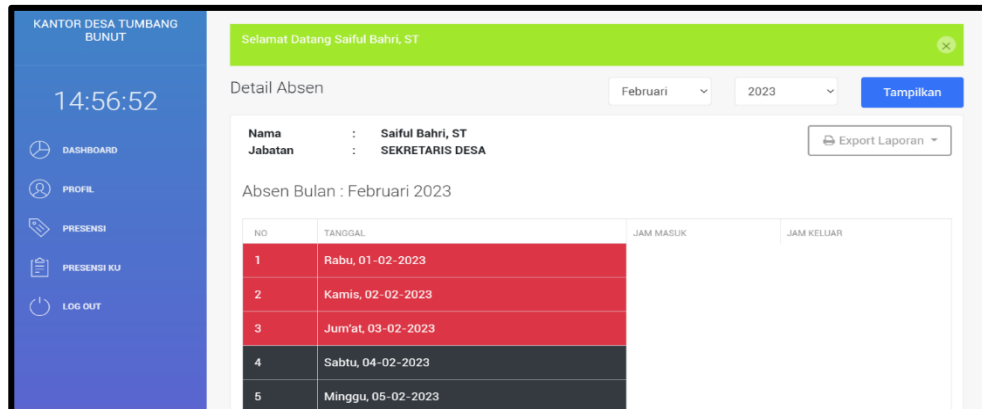 KANTOR DESA TUMBANG
BUNUT
14:56:52
DASHBOARD
PROFIL
PRESENSI
PRESENSI KU
LOG OUT
Selamat Datang Saiful Bahri, ST
Detail Absen
Februari
2023
Tampilkan
Nama : Saiful Bahri, ST
Jabatan : SEKRETARIS DESA
Export Laporan
Absen Bulan : Februari 2023
NO TANGGAL JAM MASUK JAM KELUAR
1 Rabu, 01-02-2023
2 Kamis, 02-02-2023
3 Jum'at, 03-02-2023
4 Sabtu, 04-02-2023
5 Minggu, 05-02-2023